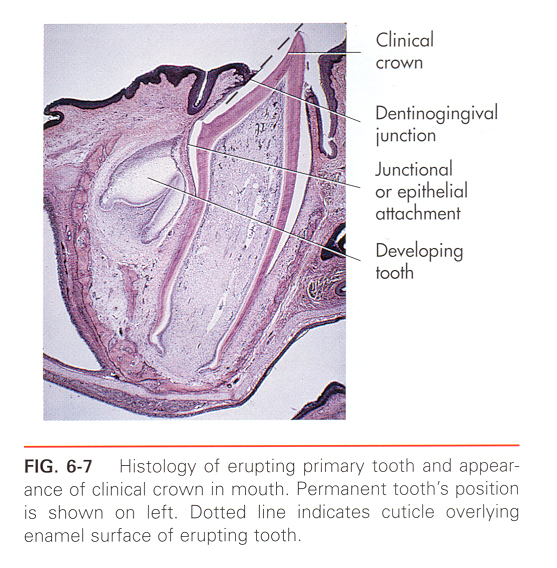 Clinical
crown
Dentinogingival
junction
Junctional
or epithelial
attachment
Developing
tooth
FIG. 6-7 Histology of erupting primary tooth and appear-
ance of clinical crown in mouth. Permanent tooth's position
is shown on left. Dotted line indicates cuticle overlying
enamel surface of erupting tooth.